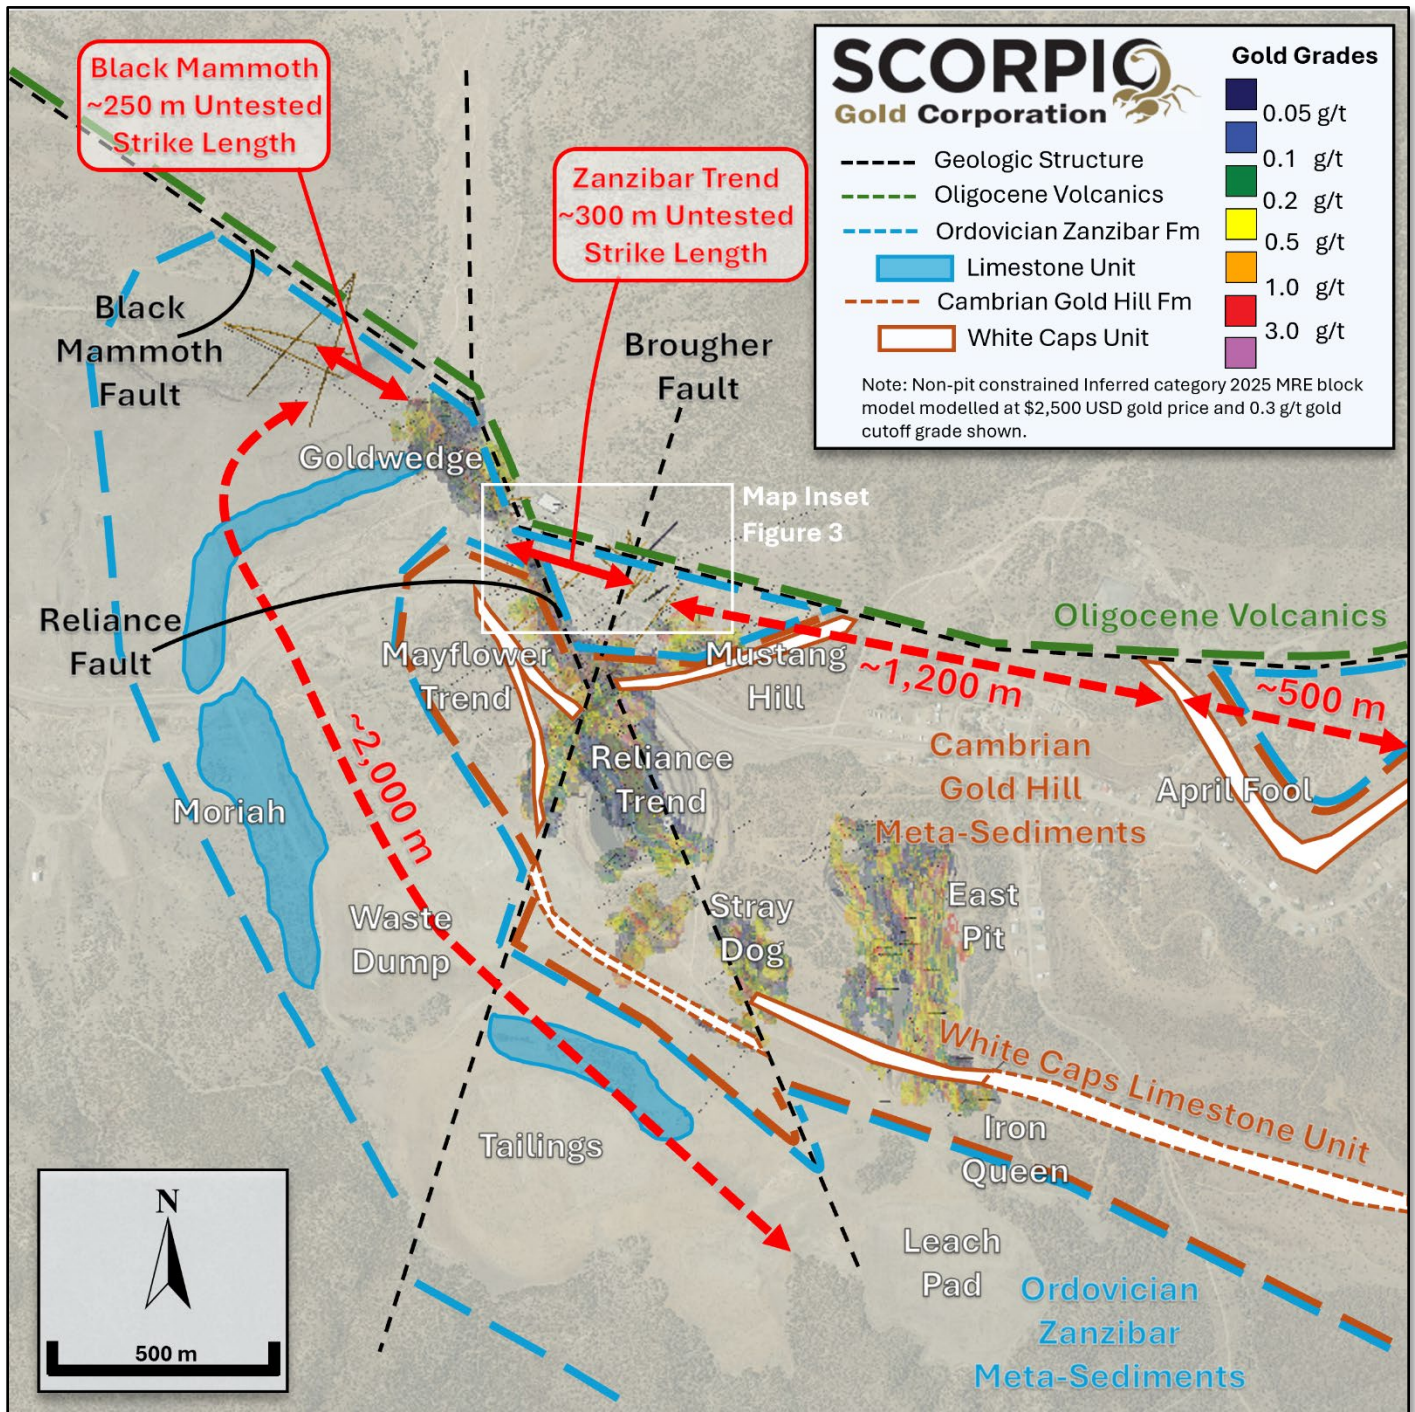 Black Mammoth
~250 m Untested
Strike Length
Zanzibar Trend
~300 m Untested
Strike Length
SCORPIO
Gold Corporation
Geologic Structure
Oligocene Volcanics
Ordovician Zanzibar Fm
Limestone Unit
Cambrian Gold Hill Fm
White Caps Unit
Gold Grades
0.05 g/t
0.1 g/t
0.2 g/t
0.5 g/t
1.0 g/t
3.0 g/t
Note: Non-pit constrained Inferred category 2025 MRE block
model modelled at $2,500 USD gold price and 0.3 g/t gold
cutoff grade shown.
Black
Mammoth
Fault
Brougher
Fault
Goldwedge
Map Inset
Figure 3
Reliance
Fault
Oligocene Volcanics
Mayflower
Trend
Mustang
Hill
~1,200 m
~500 m
Reliance
Trend
Cambrian
Gold Hill
Meta-Sediments
April Fool
Moriah
~2,000 m
Waste
Dump
Stray
Dog
East
Pit
White Caps Limestone Unit
Iron
Queen
Tailings
Leach
Pad
Ordovician
Zanzibar
Meta-Sediments
N
500 m